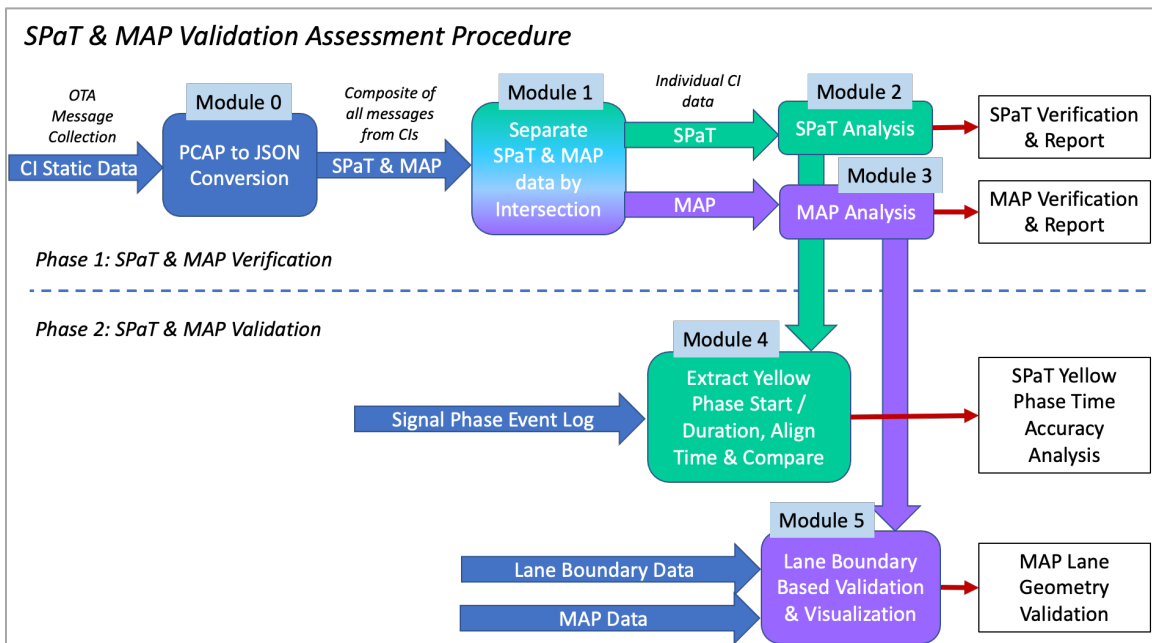 SPaT & MAP Validation Assessment Procedure
OTA
Message
Collection
CI Static Data
Module 0
PCAP to JSON
Conversion
Composite of
all messages
from CIs
SPaT & MAP
Module 1
Separate
SPaT & MAP
data by
Intersection
Individual CI
data
SPaT
MAP
Module 2
SPaT Analysis
SPaT Verification
& Report
Module 3
MAP Analysis
MAP Verification
& Report
Phase 1: SPaT & MAP Verification
Phase 2: SPaT & MAP Validation
Signal Phase Event Log
Module 4
Extract Yellow
Phase Start /
Duration, Align
Time & Compare
SPaT Yellow
Phase Time
Accuracy
Analysis
Lane Boundary Data
MAP Data
Module 5
Lane Boundary
Based Validation
& Visualization
MAP Lane
Geometry
Validation